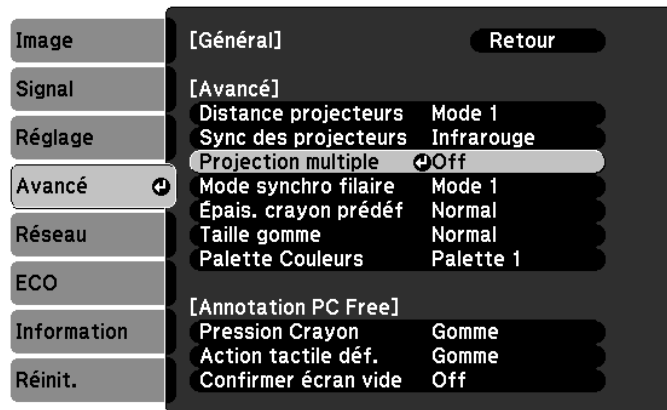 Image
Signal
Réglage
Avancé
Réseau
ECO
Information
Réinit.
[Général] Retour
[Avancé]
Distance projecteurs Mode 1
Sync des projecteurs Infrarouge
Projection multiple Off
Mode synchro filaire Mode 1
Épais. crayon prédéf Normal
Taille gomme Normal
Palette Couleurs Palette 1
[Annotation PC Free]
Pression Crayon Gomme
Action tactile déf. Gomme
Confirmer écran vide Off